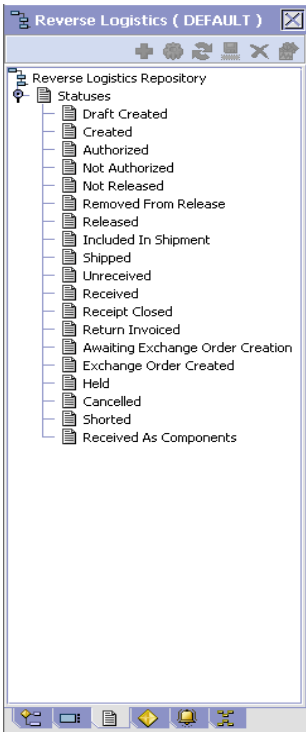 Reverse Logistics ( DEFAULT )
Reverse Logistics Repository
Statuses
Draft Created
Created
Authorized
Not Authorized
Not Released
Removed From Release
Released
Included In Shipment
Shipped
Unreceived
Received
Receipt Closed
Return Invoiced
Awaiting Exchange Order Creation
Exchange Order Created
Held
Cancelled
Shorted
Received As Components